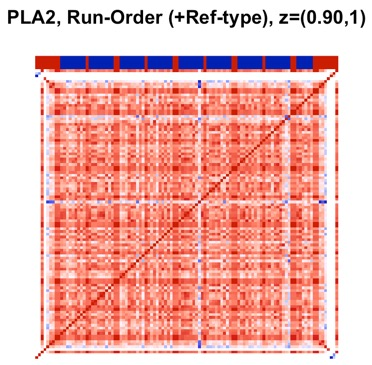 PLA2, Run-Order (+Ref-type), z=(0.90,1)